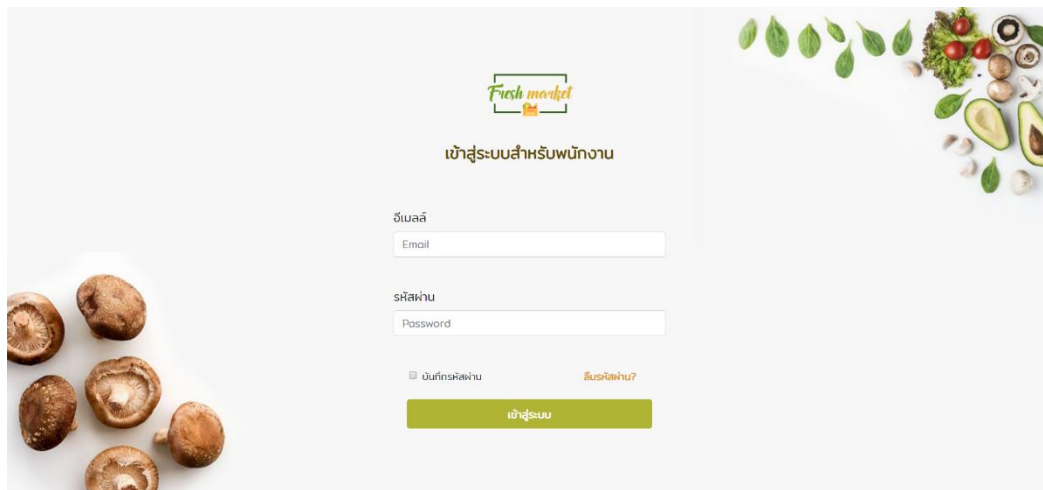 Fresh market
เข้าสู่ระบบสำหรับพนักงาน
อีเมลล์
Email
รหัสผ่าน
Password
บันทึกรหัสผ่าน
ลืมรหัสผ่าน?
เข้าสู่ระบบ